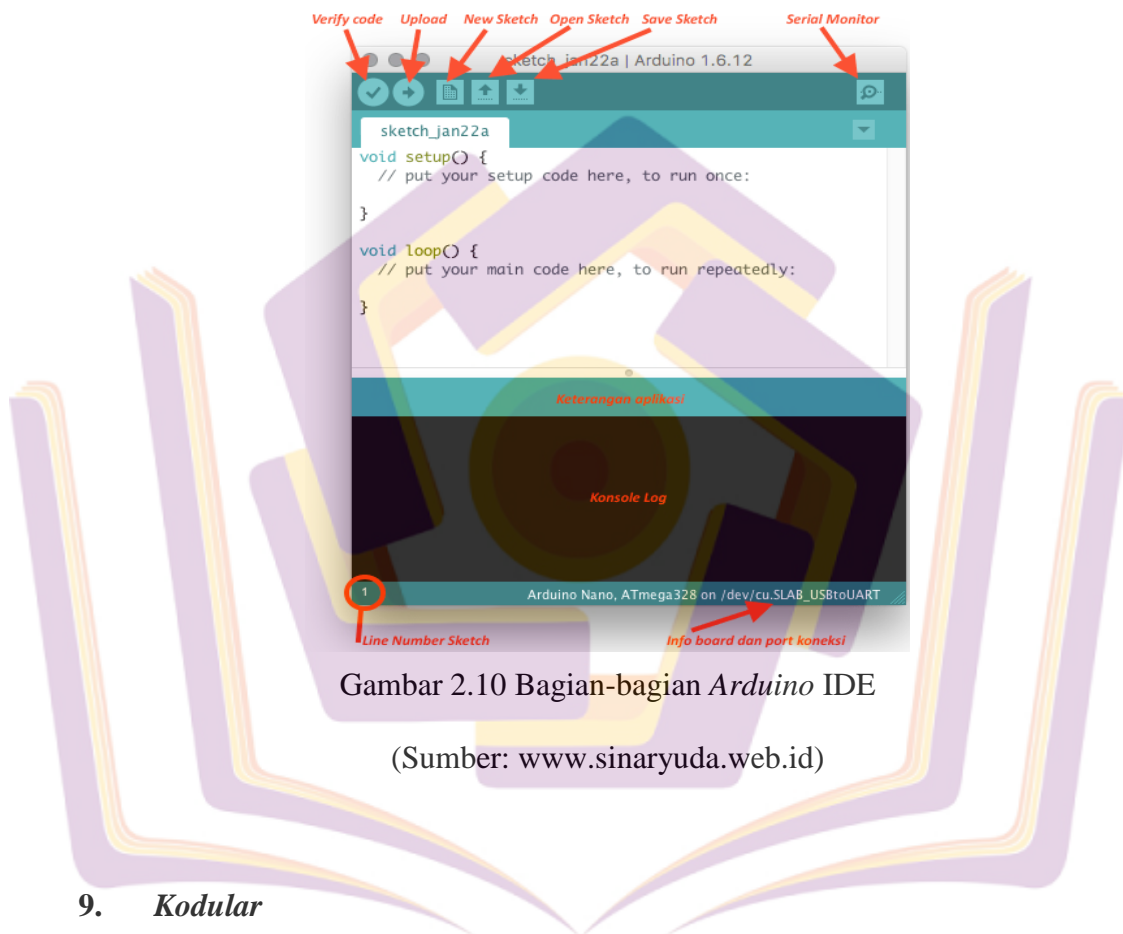 Verify code Upload New Sketch Open Sketch Save Sketch Serial Monitor
sketch_jan22a | Arduino 1.6.12
sketch_jan22a
void setup() {
// put your setup code here, to run once:
}
void loop() {
// put your main code here, to run repeatedly:
}
Keterangan aplikasi
Konsole Log
1
Arduino Nano, ATmega328 on /dev/cu.SLAB_USBtoUART
Line Number Sketch Info board dan port koneksi
Gambar 2.10 Bagian-bagian Arduino IDE
(Sumber: www.sinaryuda.web.id)
9. Kodular